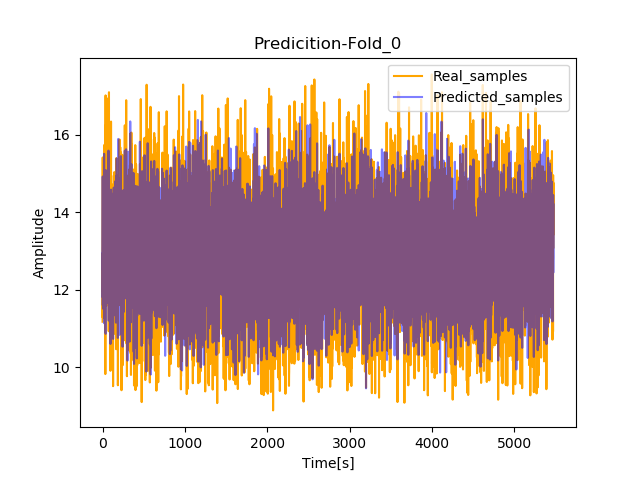 Predicition-Fold_0
Real_samples
Predicted_samples
16
14
12
10
Amplitude
0 1000 2000 3000 4000 5000
Time[s]